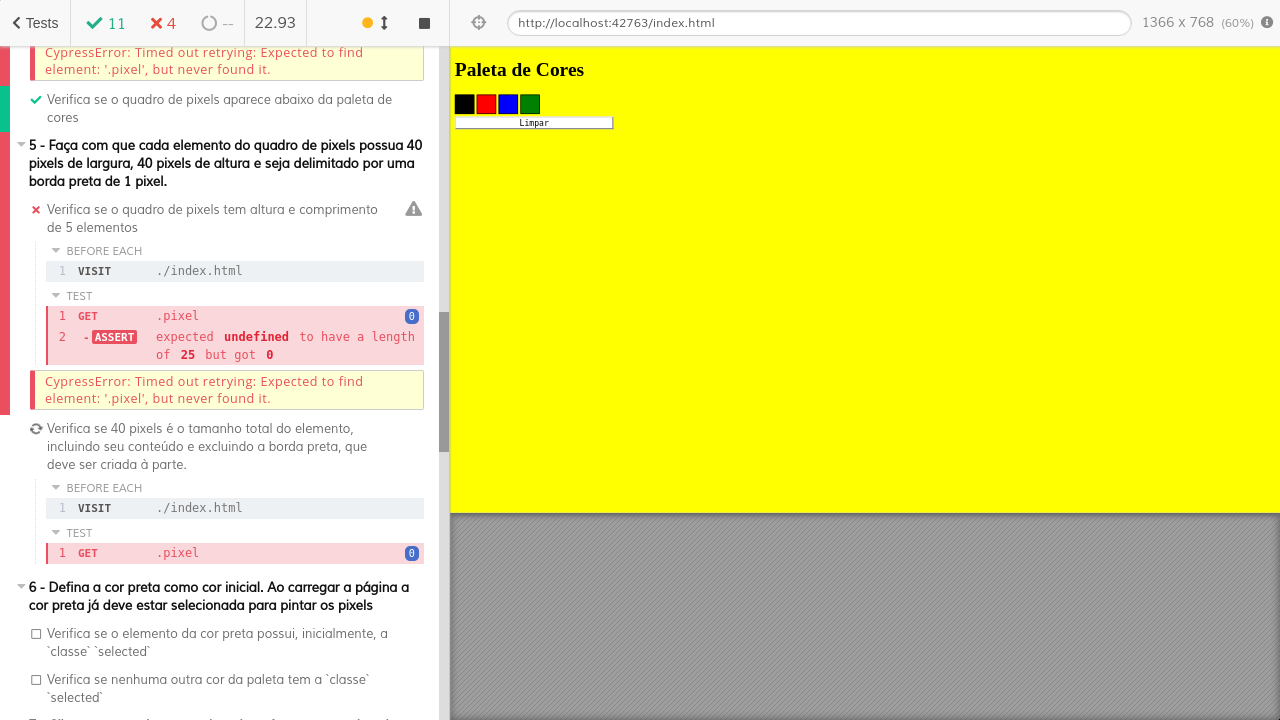 Tests
11
4
--
22.93
http://localhost:42763/index.html
1366 x 768 (60%)
CypressError: Timed out retrying: Expected to find
element: '.pixel', but never found it.
Verifica se o quadro de pixels aparece abaixo da paleta de
cores
5 - Faça com que cada elemento do quadro de pixels possua 40
pixels de largura, 40 pixels de altura e seja delimitado por uma
borda preta de 1 pixel.
Verifica se o quadro de pixels tem altura e comprimento
de 5 elementos
BEFORE EACH
1 VISIT ./index.html
TEST
1 GET .pixel 0
2 -ASSERT expected undefined to have a length
of 25 but got 0
CypressError: Timed out retrying: Expected to find
element: '.pixel', but never found it.
Verifica se 40 pixels é o tamanho total do elemento,
incluindo seu conteúdo e excluindo a borda preta, que
deve ser criada à parte.
BEFORE EACH
1 VISIT ./index.html
TEST
1 GET .pixel 0
6 - Defina a cor preta como cor inicial. Ao carregar a página a
cor preta já deve estar selecionada para pintar os pixels
Verifica se o elemento da cor preta possui, inicialmente, a
`classe` `selected`
Verifica se nenhuma outra cor da paleta tem a `classe`
`selected`
Paleta de Cores
Limpar